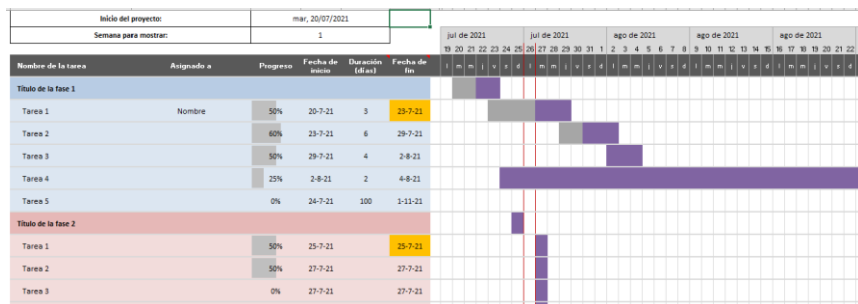 Inicio del proyecto: mar, 20/07/2021
Semana para mostrar: 1
jul de 2021 jul de 2021 ago de 2021 ago de 2021 ago de 2021
19 20 21 22 23 24 25 26 27 28 29 30 31 1 2 3 4 5 6 7 8 9 10 11 12 13 14 15 16 17 18 19 20 21 22
Nombre de la tarea Asignado a Progreso Fecha de inicio Duración (días) Fecha de fin l m m j v s d l m m j v s d l m m j v s d l m m j v s d l m m j v s d
Título de la fase 1
Tarea 1 Nombre 50% 20-7-21 3 23-7-21
Tarea 2 60% 23-7-21 6 29-7-21
Tarea 3 50% 29-7-21 4 2-8-21
Tarea 4 25% 2-8-21 2 4-8-21
Tarea 5 0% 24-7-21 100 1-11-21
Título de la fase 2
Tarea 1 50% 25-7-21 25-7-21
Tarea 2 50% 27-7-21 27-7-21
Tarea 3 0% 27-7-21 27-7-21